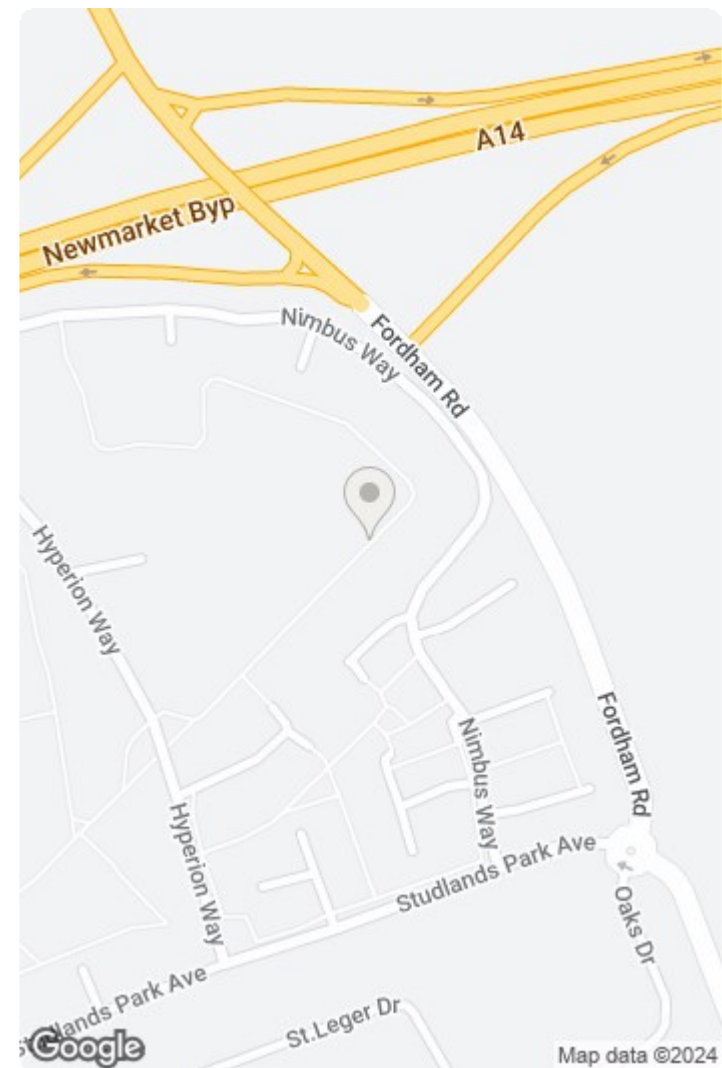 A14
Newmarket Byp
Nimbus Way
Fordham Rd
Hyperion Way
Fordham Rd
Nimbus Way
Hyperion Way
Studlands Park Ave
Oaks Dr
Studlands Park Ave
St.Leger Dr
Google
Map data ©2024